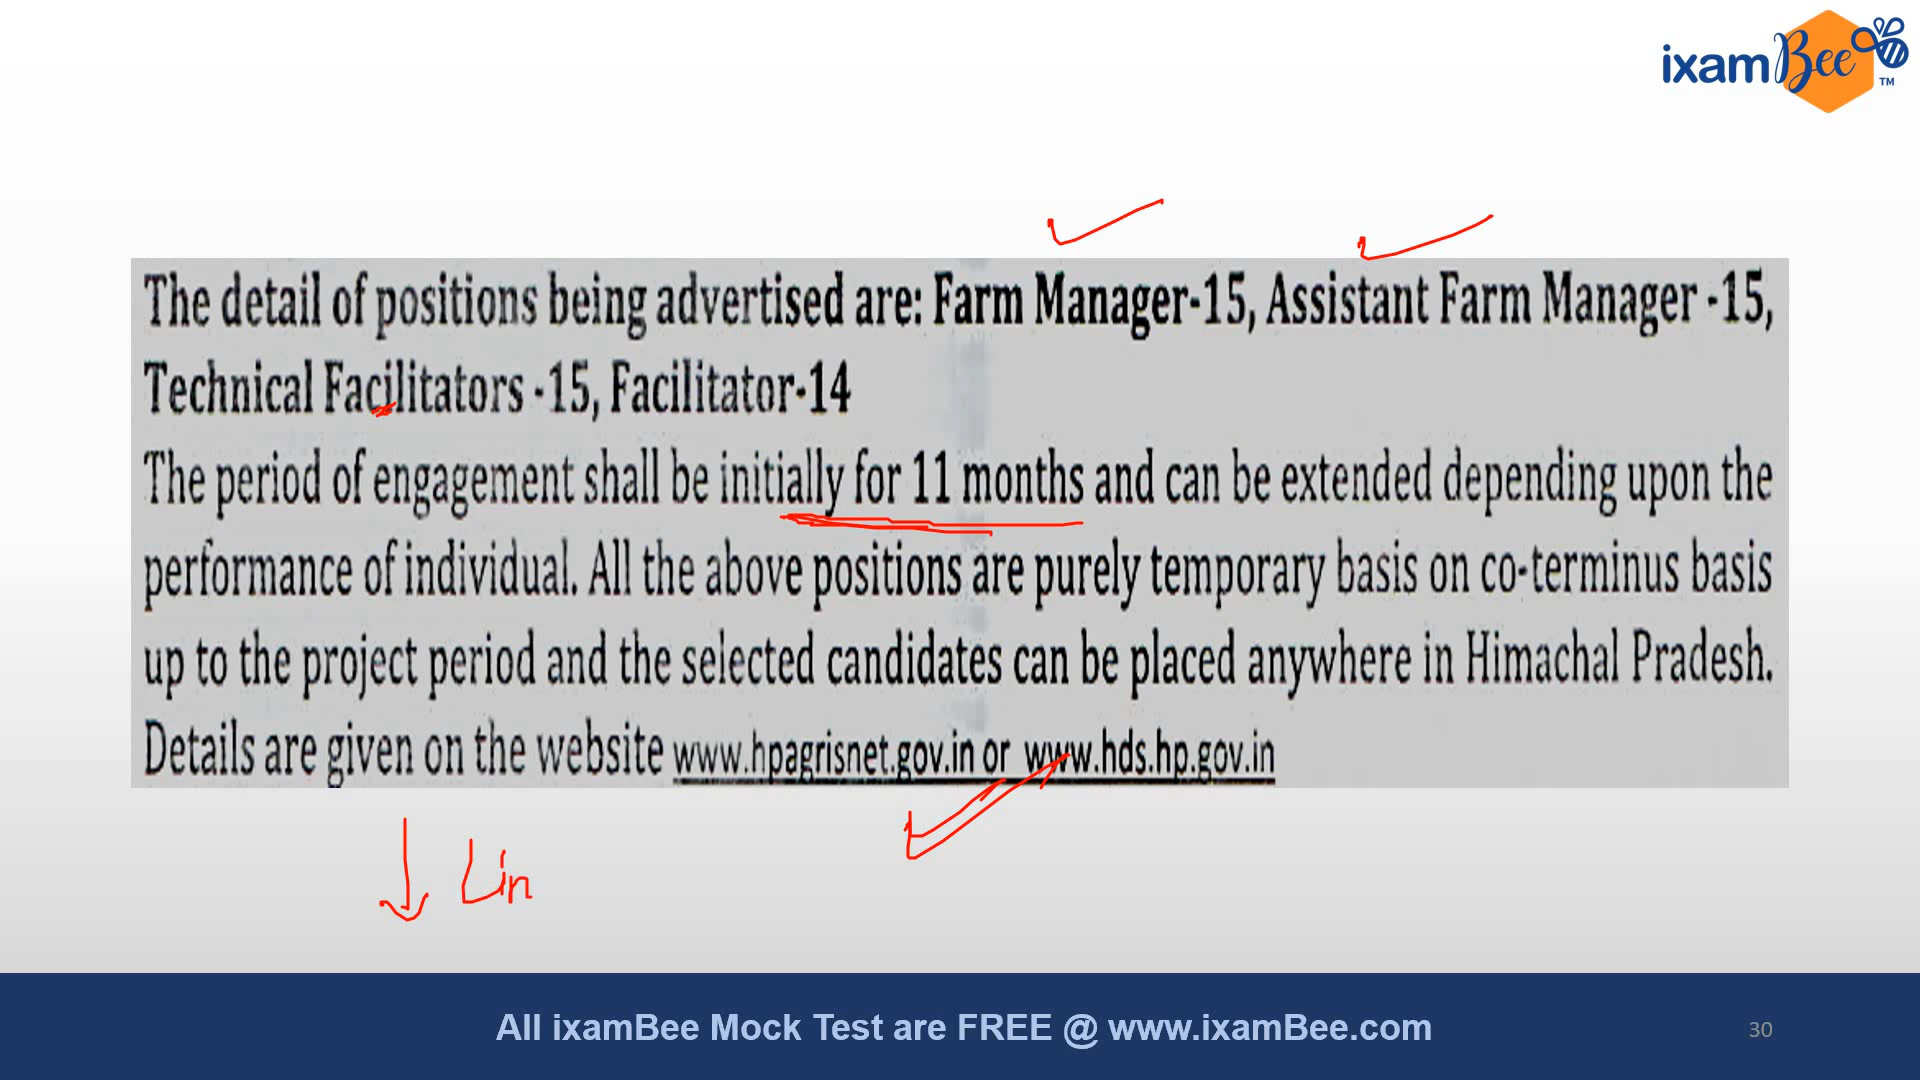 ixamBee TM
The detail of positions being advertised are: Farm Manager-15, Assistant Farm Manager -15,
Technical Facilitators -15, Facilitator-14
The period of engagement shall be initially for 11 months and can be extended depending upon the
performance of individual. All the above positions are purely temporary basis on co-terminus basis
up to the project period and the selected candidates can be placed anywhere in Himachal Pradesh.
Details are given on the website www.hpagrisnet.gov.in or www.hds.hp.gov.in
Lin
All ixamBee Mock Test are FREE @ www.ixamBee.com
30